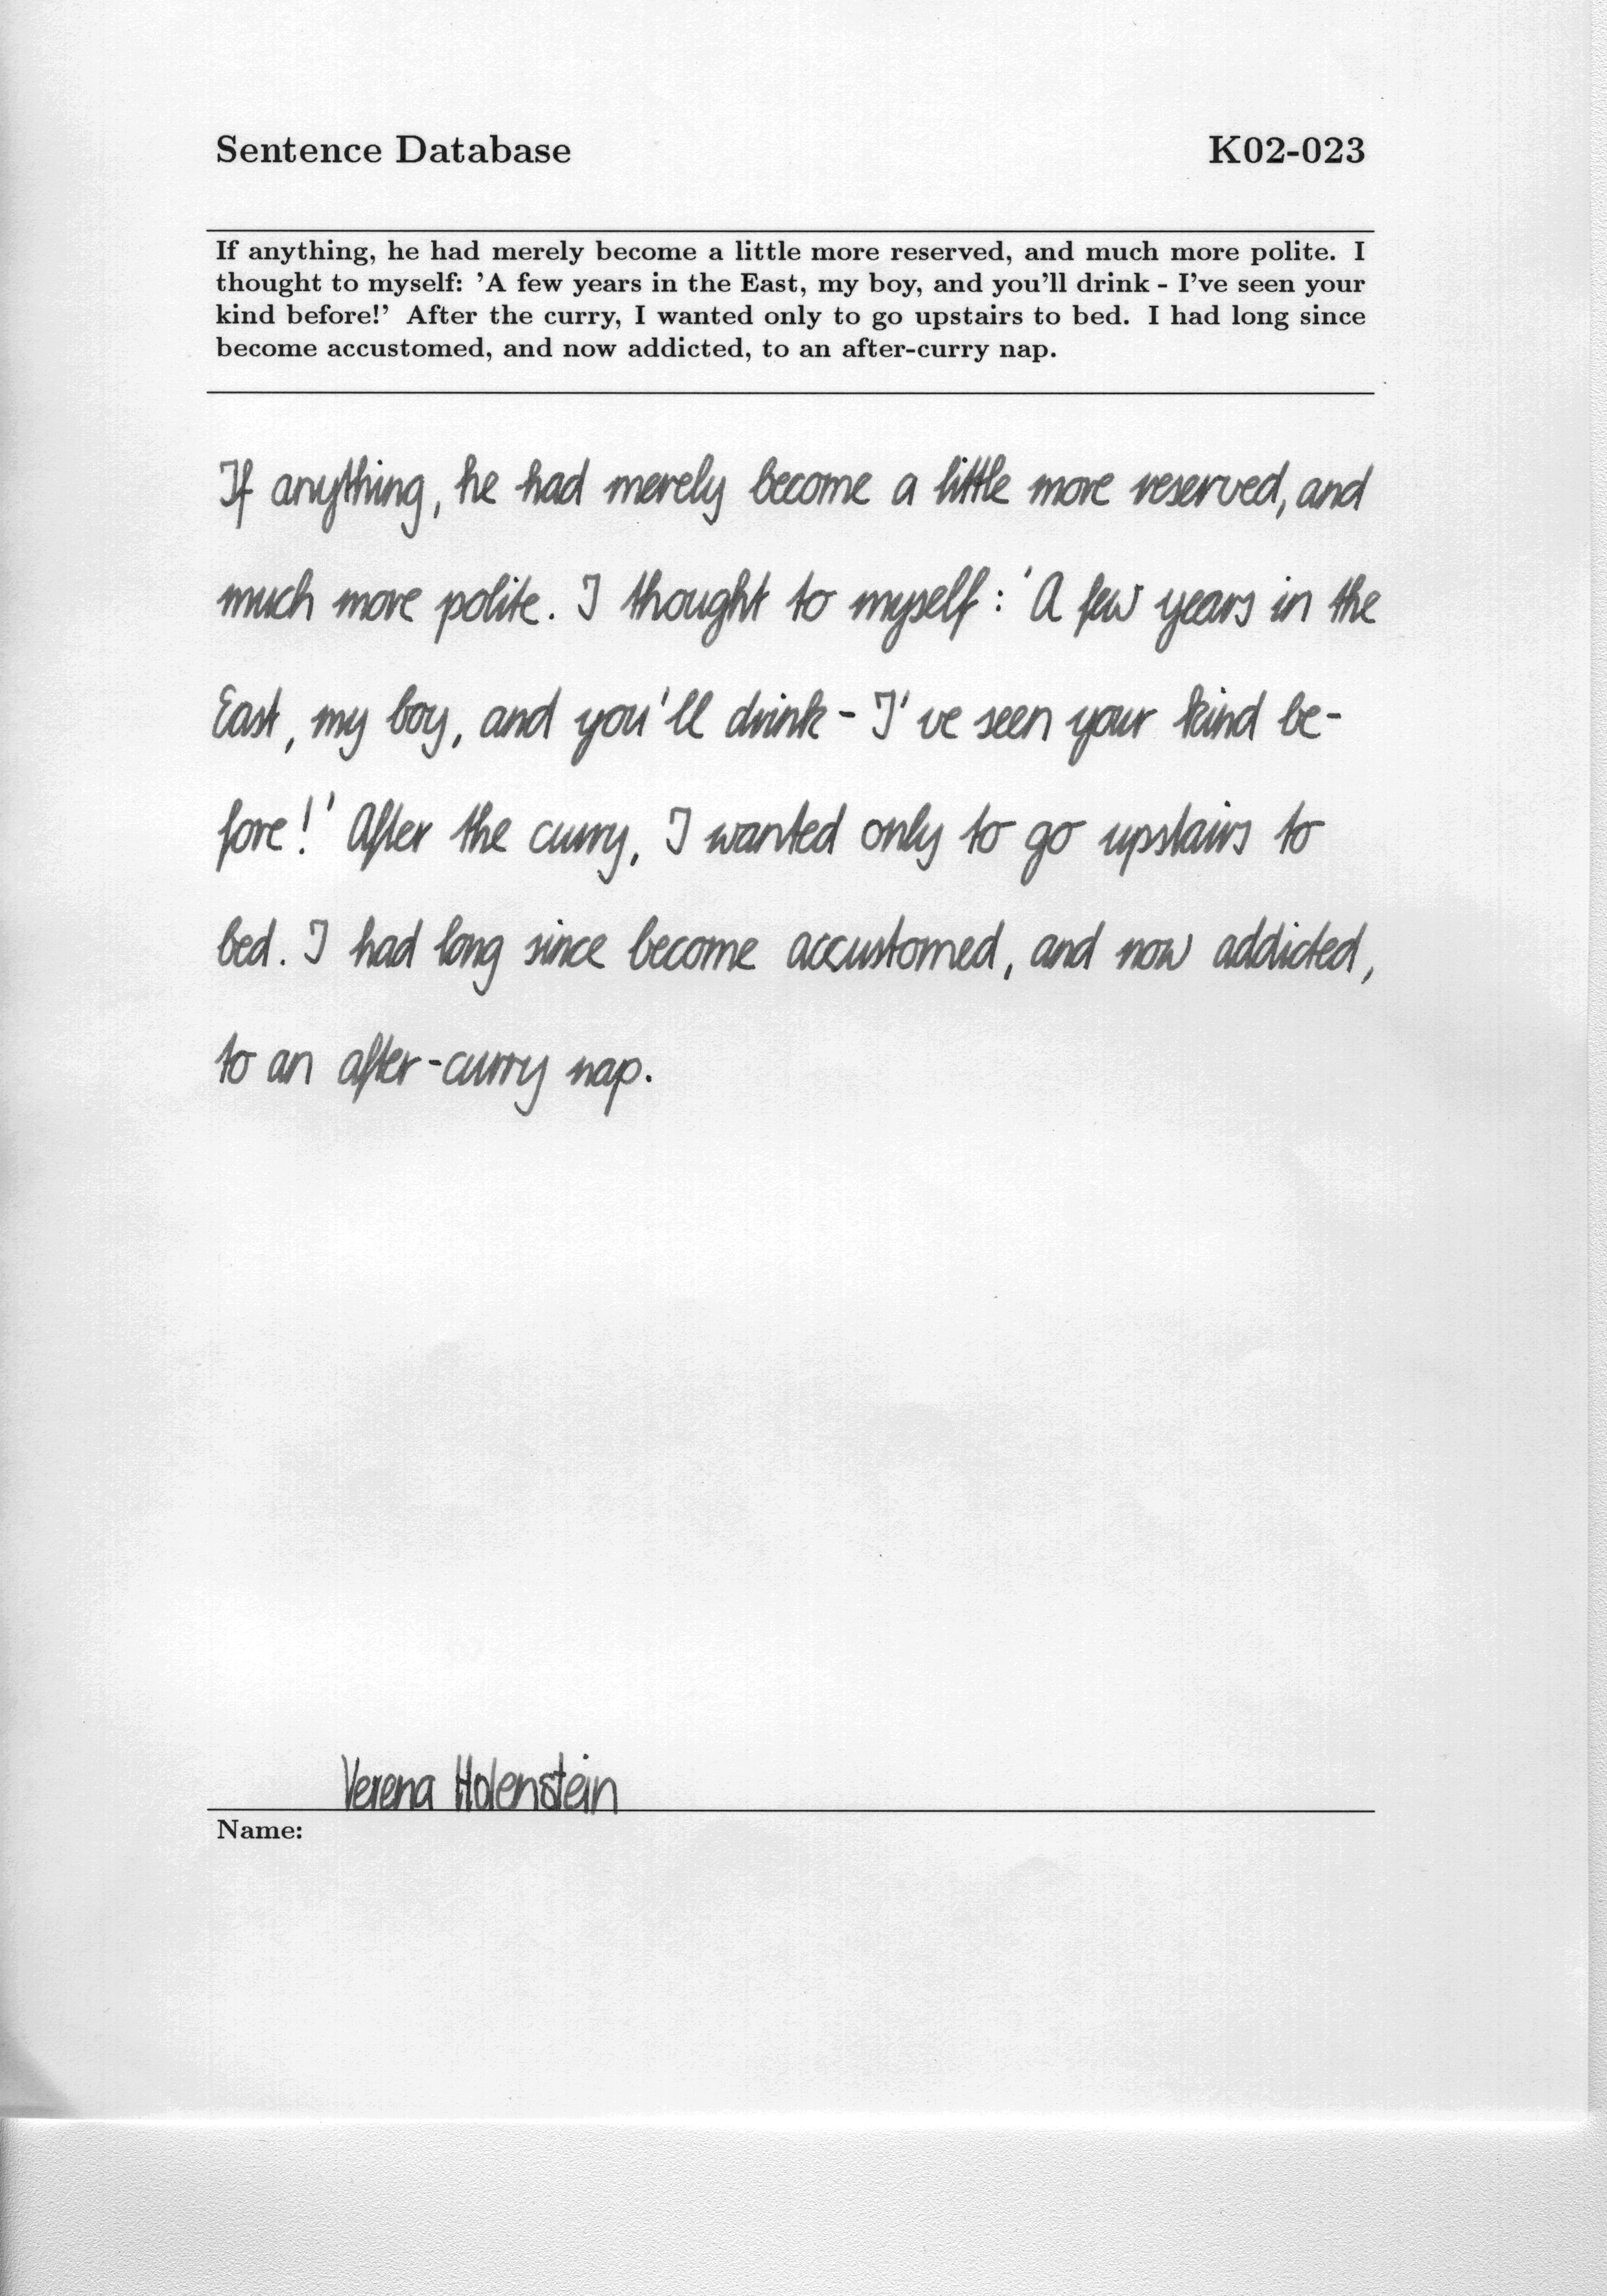 Sentence Database K02-023
If anything, he had merely become a little more reserved, and much more polite. I
thought to myself: 'A few years in the East, my boy, and you'll drink - I've seen your
kind before!' After the curry, I wanted only to go upstairs to bed. I had long since
become accustomed, and now addicted, to an after-curry nap.
If anything, he had merely become a little more reserved, and
much more polite. I thought to myself: 'A few years in the
East, my boy, and you'll drink - I've seen your kind be-
fore!' After the curry, I wanted only to go upstairs to
bed. I had long since become accustomed, and now addicted,
to an after-curry nap.
Verena Holenstein
Name: